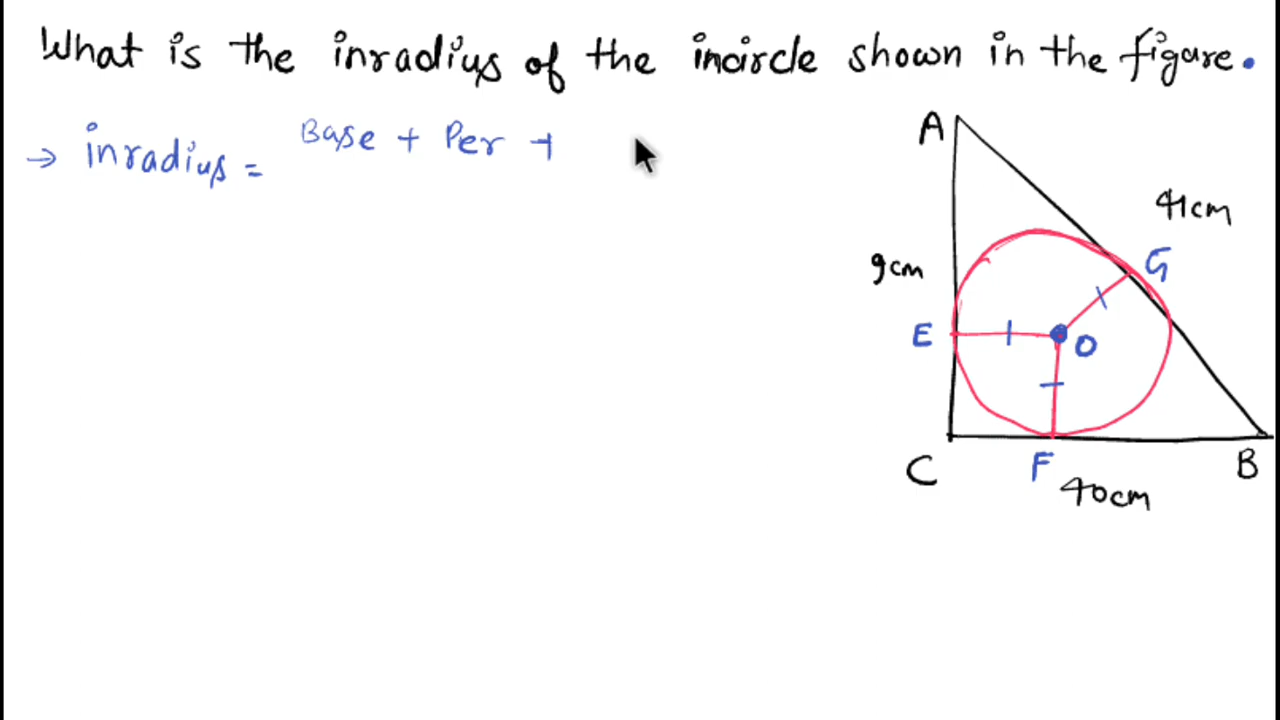 What is the inradius of the incircle shown in the figure.
→ inradius = Base + Per +
A
41cm
9cm
G
E
O
C
F
B
40cm